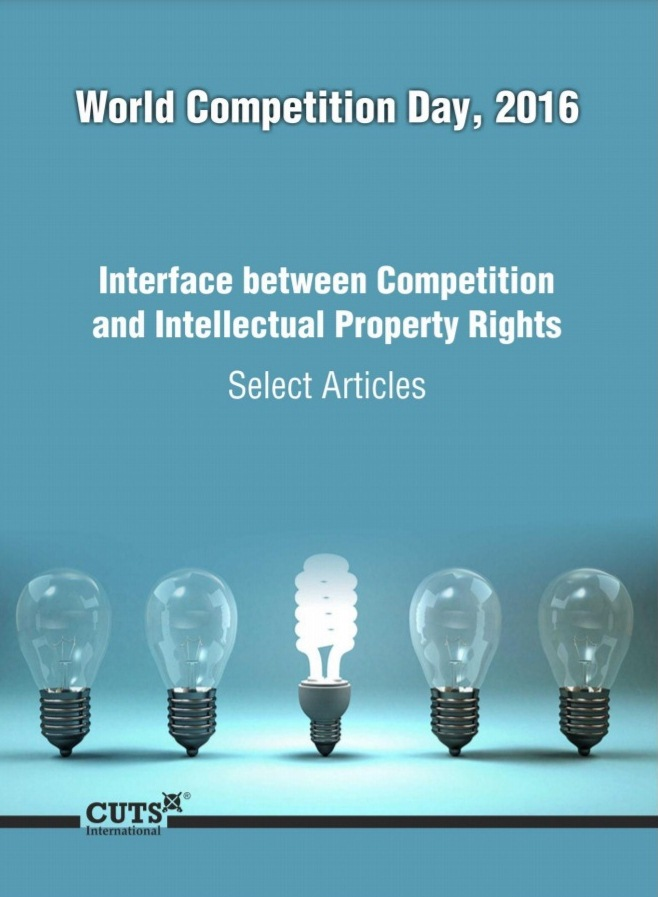 World Competition Day, 2016
Interface between Competition
and Intellectual Property Rights
Select Articles
CUTS®
International